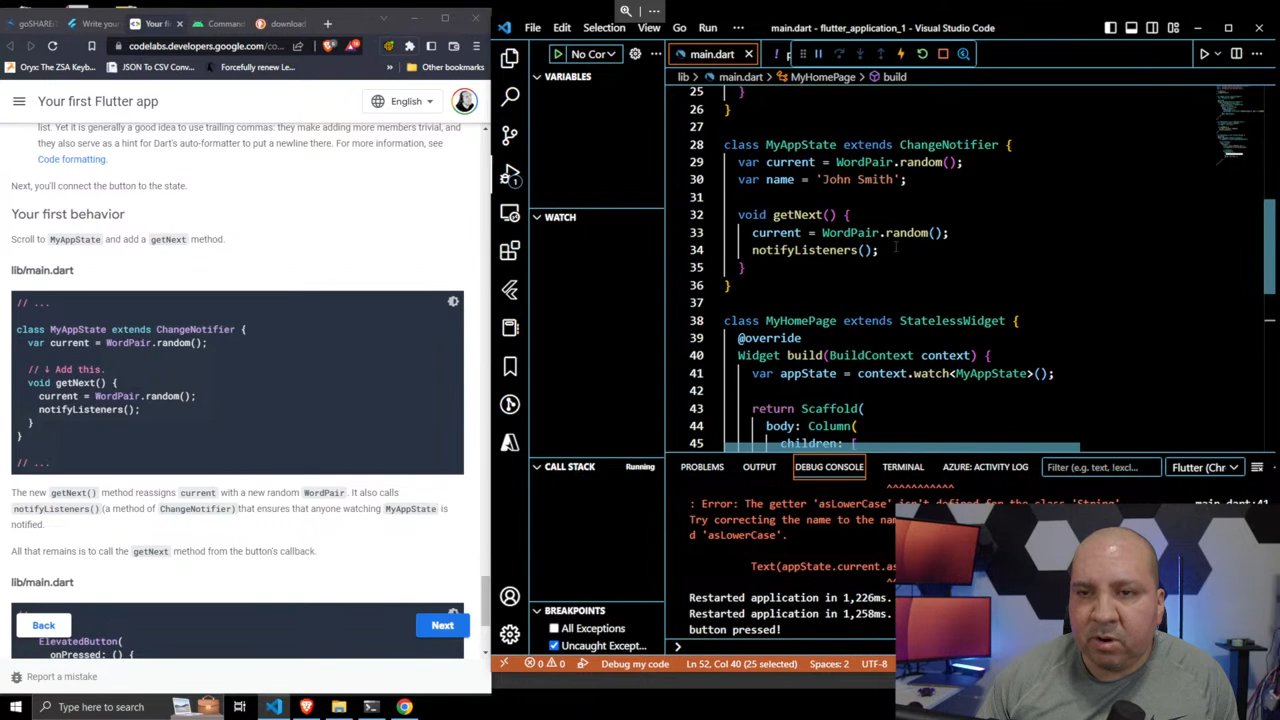 goSHARE
Write your f
Your fi
Command
download
codelabs.developers.google.com/co...
Oryx: The ZSA Keyb...
JSON To CSV Conv...
Forcefully renew Le...
Other bookmarks
Your first Flutter app
English
list. Yet it is generally a good idea to use trailing commas: they make adding more members trivial, and
they also serve as a hint for Dart's auto-formatter to put a newline there. For more information, see
Code formatting.
Next, you'll connect the button to the state.
Your first behavior
Scroll to MyAppState and add a getNext method.
lib/main.dart
// ...
class MyAppState extends ChangeNotifier {
var current = WordPair.random();
// ↓ Add this.
void getNext() {
current = WordPair.random();
notifyListeners();
}
}
// ...
The new getNext() method reassigns current with a new random WordPair. It also calls
notifyListeners() (a method of ChangeNotifier) that ensures that anyone watching MyAppState is
notified.
All that remains is to call the getNext method from the button's callback.
lib/main.dart
ElevatedButton(
onPressed: () {
Back
Next
Report a mistake
Type here to search
File Edit Selection View Go Run ...
main.dart - flutter_application_1 - Visual Studio Code
No Cor
main.dart
lib > main.dart > MyHomePage > build
VARIABLES
WATCH
CALL STACK Running
BREAKPOINTS
All Exceptions
Uncaught Except...
25 }
26 }
27
28 class MyAppState extends ChangeNotifier {
29 var current = WordPair.random();
30 var name = 'John Smith';
31
32 void getNext() {
33 current = WordPair.random();
34 notifyListeners();
35 }
36 }
37
38 class MyHomePage extends StatelessWidget {
39 @override
40 Widget build(BuildContext context) {
41 var appState = context.watch<MyAppState>();
42
43 return Scaffold(
44 body: Column(
45 children: [
PROBLEMS OUTPUT DEBUG CONSOLE TERMINAL AZURE: ACTIVITY LOG
Filter (e.g. text, !excl...
Flutter (Chr
^^^^^^^^^^^
: Error: The getter 'asLowerCase' isn't defined for the class 'String
main.dart:41
Try correcting the name to the nam
d 'asLowerCase'.
Text(appState.current.as
Restarted application in 1,226ms.
Restarted application in 1,258ms.
button pressed!
0 0 Debug my code Ln 52, Col 40 (25 selected) Spaces: 2 UTF-8